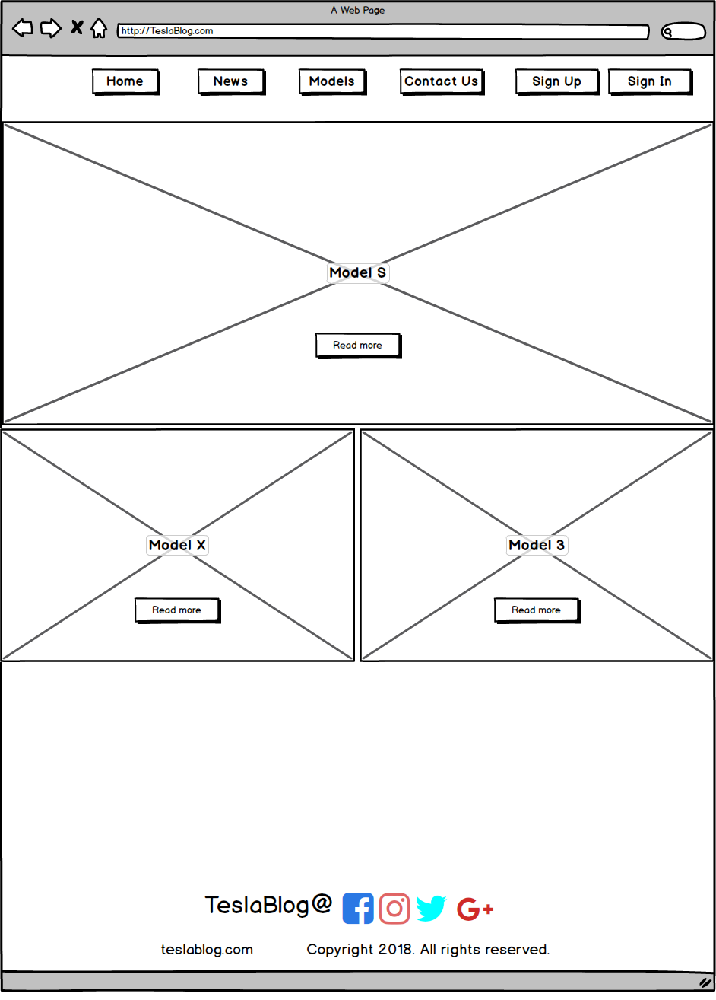 A Web Page
http://TeslaBlog.com
Home News Models Contact Us Sign Up Sign In
Model S
Read more
Model X Model 3
Read more Read more
TeslaBlog@ f G+
teslablog.com Copyright 2018. All rights reserved.